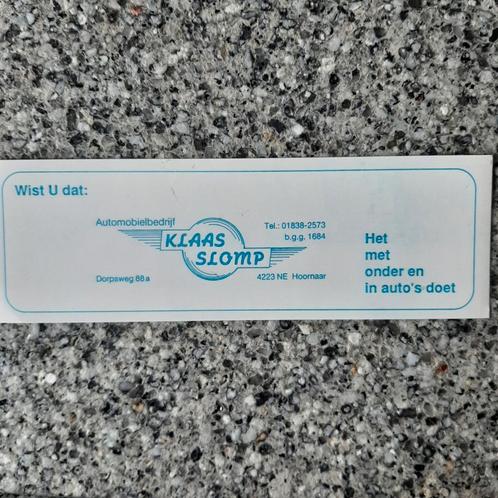 Wist U dat:
Automobielbedrijf
KLAAS
SLOMP
Dorpsweg 88a
Tel.: 01838-2573
b.g.g. 1684
4223 NE Hoornaar
Het
met
onder en
in auto's doet